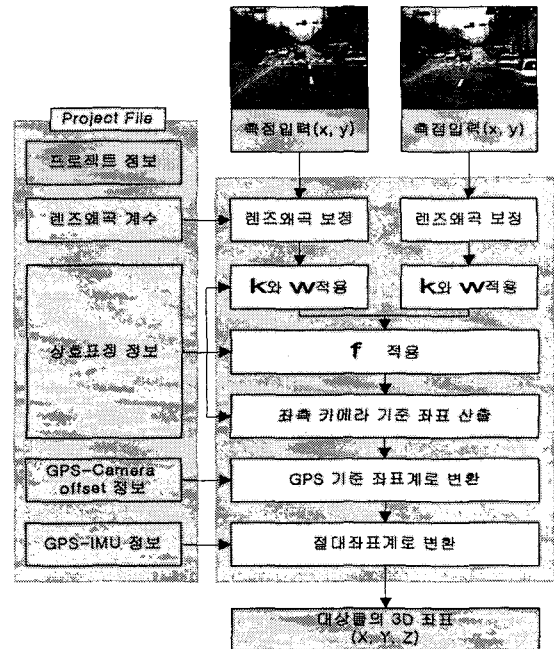 측점입력(x, y)
측점입력(x, y)
Project File
프로젝트 정보
렌즈왜곡 계수
렌즈왜곡 보정
렌즈왜곡 보정
k와 w적용
k와 w적용
상호표정 정보
f 적용
좌측 카메라 기준 좌표 산출
GPS-Camera
offset 정보
GPS 기준 좌표계로 변환
GPS-IMU 정보
절대좌표계로 변환
대상물의 3D 좌표
(X, Y, Z)